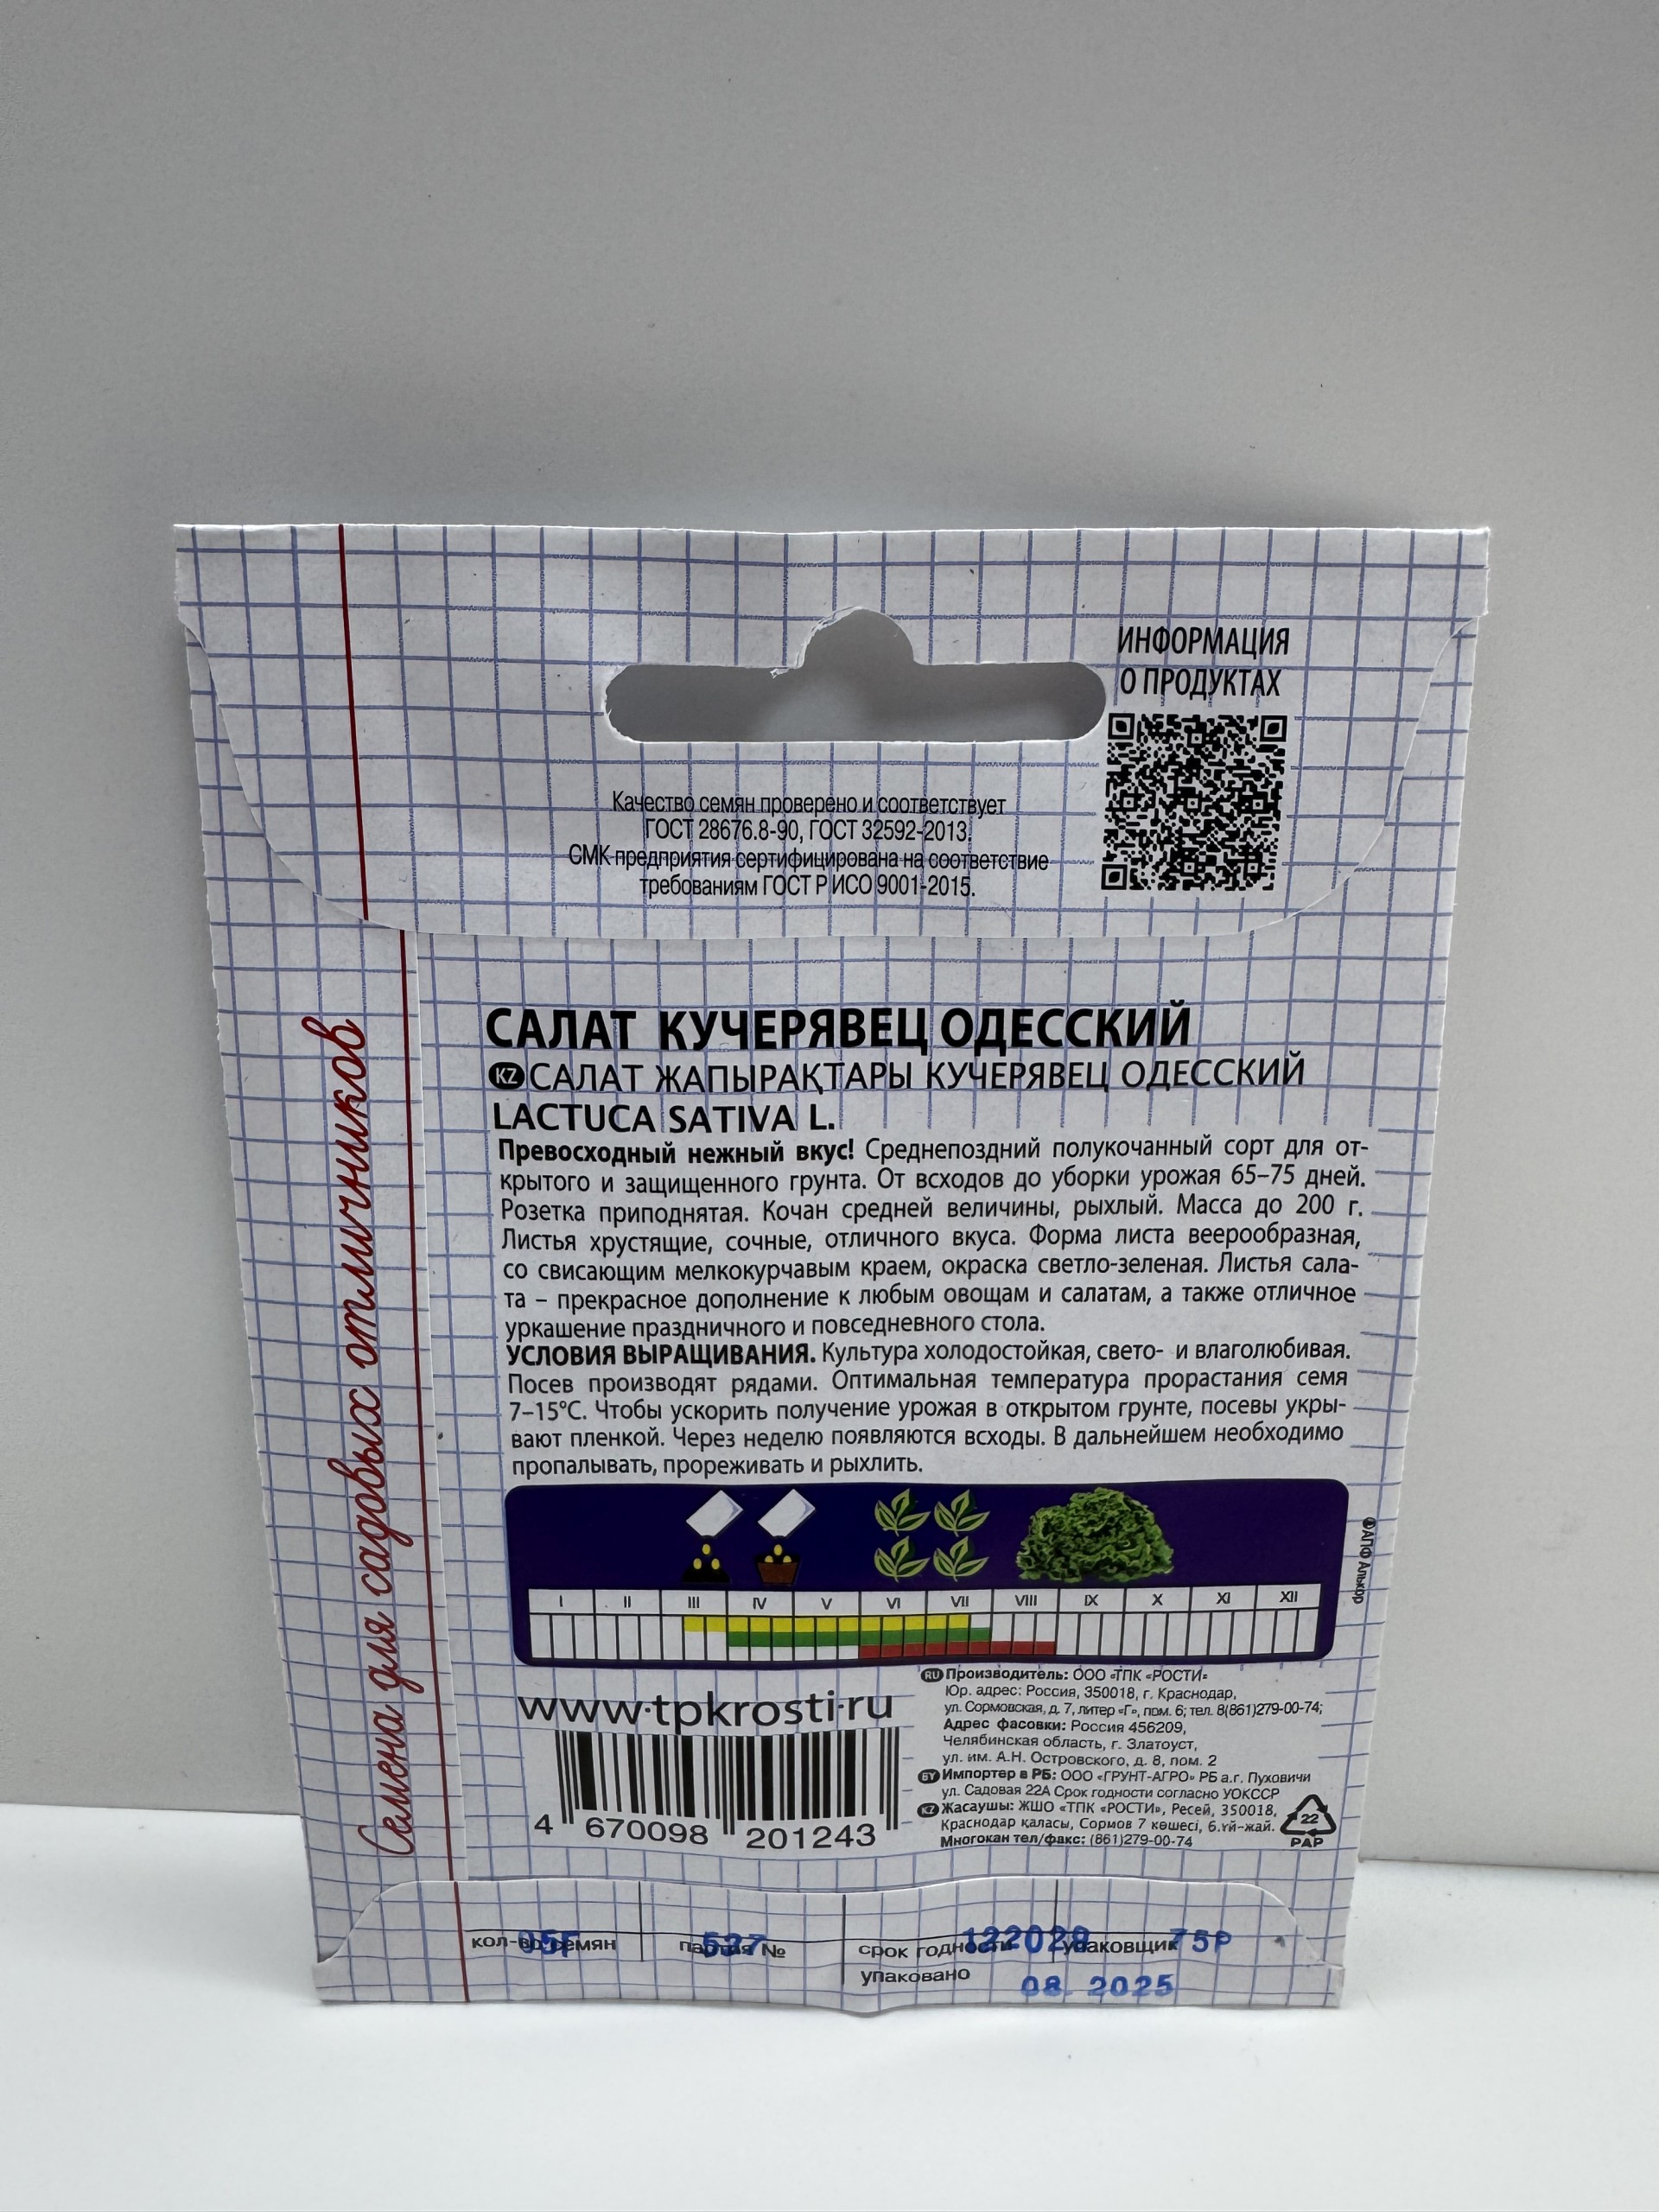 ИНФОРМАЦИЯ
О ПРОДУКТАХ
Качество семян проверено и соответствует
ГОСТ 28676.8-90, ГОСТ 32592-2013.
СМК предприятия сертифицирована на соответствие
требованиям ГОСТ Р ИСО 9001-2015.
Семена для садовых отличников
САЛАТ КУЧЕРЯВЕЦ ОДЕССКИЙ
KZ САЛАТ ЖАПЫРАҚТАРЫ КУЧЕРЯВЕЦ ОДЕССКИЙ
LACTUCA SATIVA L.
Превосходный нежный вкус! Среднепоздний полукочанный сорт для от-
крытого и защищенного грунта. От всходов до уборки урожая 65–75 дней.
Розетка приподнятая. Кочан средней величины, рыхлый. Масса до 200 г.
Листья хрустящие, сочные, отличного вкуса. Форма листа веерообразная,
со свисающим мелкокурчавым краем, окраска светло-зеленая. Листья сала-
та – прекрасное дополнение к любым овощам и салатам, а также отличное
уркашение праздничного и повседневного стола.
УСЛОВИЯ ВЫРАЩИВАНИЯ. Культура холодостойкая, свето- и влаголюбивая.
Посев производят рядами. Оптимальная температура прорастания семя
7–15°С. Чтобы ускорить получение урожая в открытом грунте, посевы укры-
вают пленкой. Через неделю появляются всходы. В дальнейшем необходимо
пропалывать, прореживать и рыхлить.
I II III IV V VI VII VIII IX X XI XII
© АПФ Алькор
www.tpkrosti.ru
4 670098 201243
RU Производитель: ООО «ТПК «РОСТИ»
Юр. адрес: Россия, 350018, г. Краснодар,
ул. Сормовская, д. 7, литер «Г», пом. 6; тел. 8(861)279-00-74;
Адрес фасовки: Россия 456209,
Челябинская область, г. Златоуст,
ул. им. А.Н. Островского, д. 8, пом. 2
BY Импортер в РБ: ООО «ГРУНТ-АГРО» РБ а.г. Пуховичи
ул. Садовая 22А Срок годности согласно УОКССР
KZ Жасаушы: ЖШО «ТПК «РОСТИ», Ресей, 350018,
Краснодар қаласы, Сормов 7 көшесі, 6.үй-жай.
Многокан тел/факс: (861)279-00-74
22
PAP
кол-во семян 05Г партия № 537 срок годности 122028 упаковщик 75Р
упаковано 08. 2025